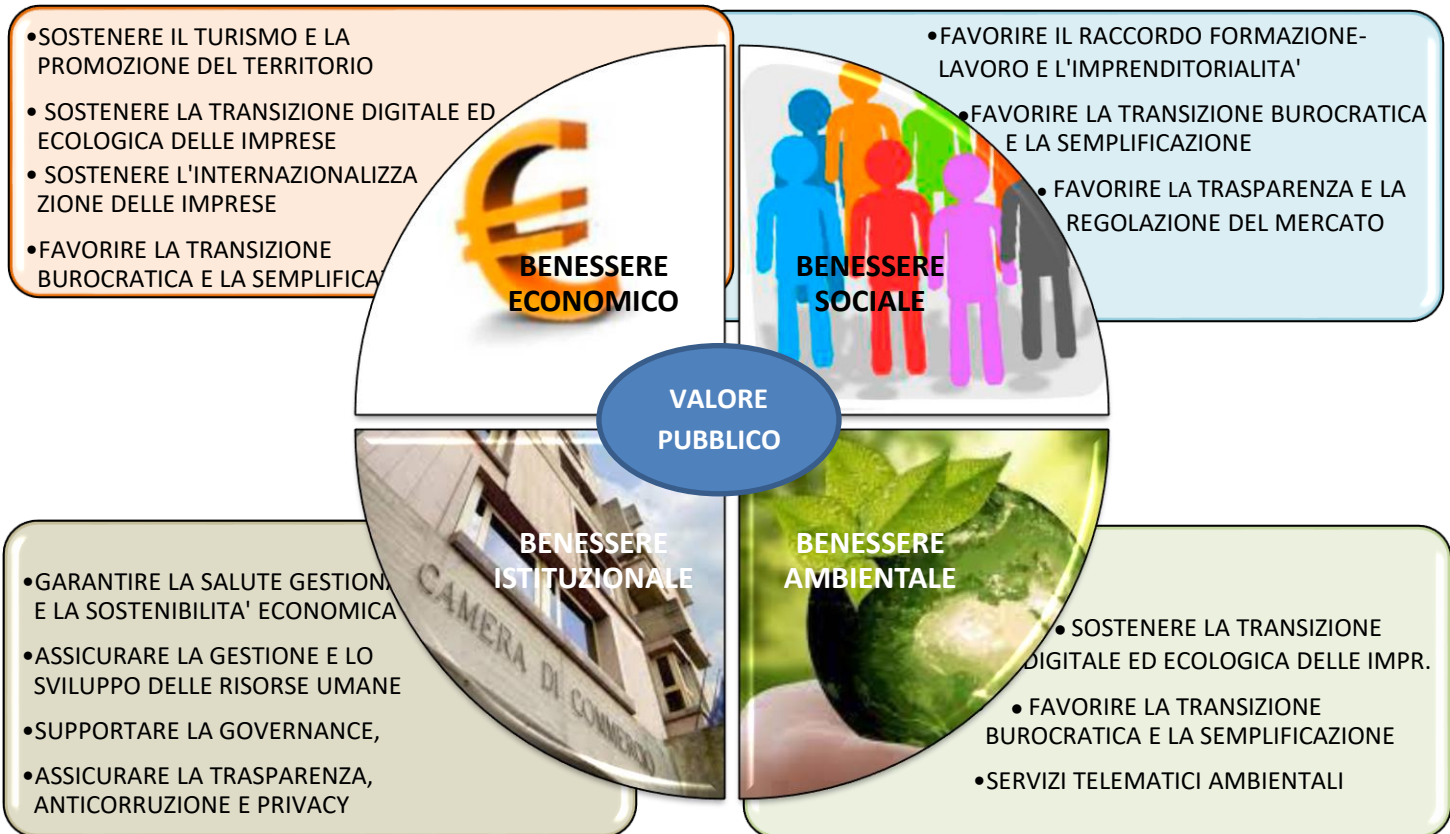 •SOSTENERE IL TURISMO E LA
PROMOZIONE DEL TERRITORIO
• SOSTENERE LA TRANSIZIONE DIGITALE ED
ECOLOGICA DELLE IMPRESE
• SOSTENERE L'INTERNAZIONALIZZA
ZIONE DELLE IMPRESE
•FAVORIRE LA TRANSIZIONE
BUROCRATICA E LA
•FAVORIRE IL RACCORDO FORMAZIONE-
LAVORO E L'IMPRENDITORIALITA'
•FAVORIRE LA TRANSIZIONE BUROCRATICA
E LA SEMPLIFICAZIONE
• FAVORIRE LA TRASPARENZA E LA
REGOLAZIONE DEL MERCATO
BENESSERE
ECONOMICO
BENESSERE
SOCIALE
VALORE
PUBBLICO
BENESSERE
ISTITUZIONALE
CAMERA DI COMMERCIO
BENESSERE
AMBIENTALE
•GARANTIRE LA SALUTE
E LA SOSTENIBILITA' ECONOMICA
•ASSICURARE LA GESTIONE E LO
SVILUPPO DELLE RISORSE UMANE
•SUPPORTARE LA GOVERNANCE,
•ASSICURARE LA TRASPARENZA,
ANTICORRUZIONE E PRIVACY
• SOSTENERE LA TRANSIZIONE
DIGITALE ED ECOLOGICA DELLE IMPR.
• FAVORIRE LA TRANSIZIONE
BUROCRATICA E LA SEMPLIFICAZIONE
•SERVIZI TELEMATICI AMBIENTALI